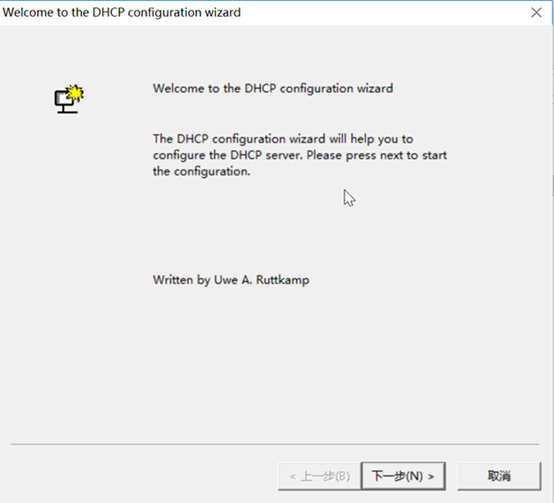 Welcome to the DHCP configuration wizard
Welcome to the DHCP configuration wizard
The DHCP configuration wizard will help you to
configure the DHCP server. Please press next to start
the configuration.
Written by Uwe A. Ruttkamp
< 上一步(B) 下一步(N) > 取消